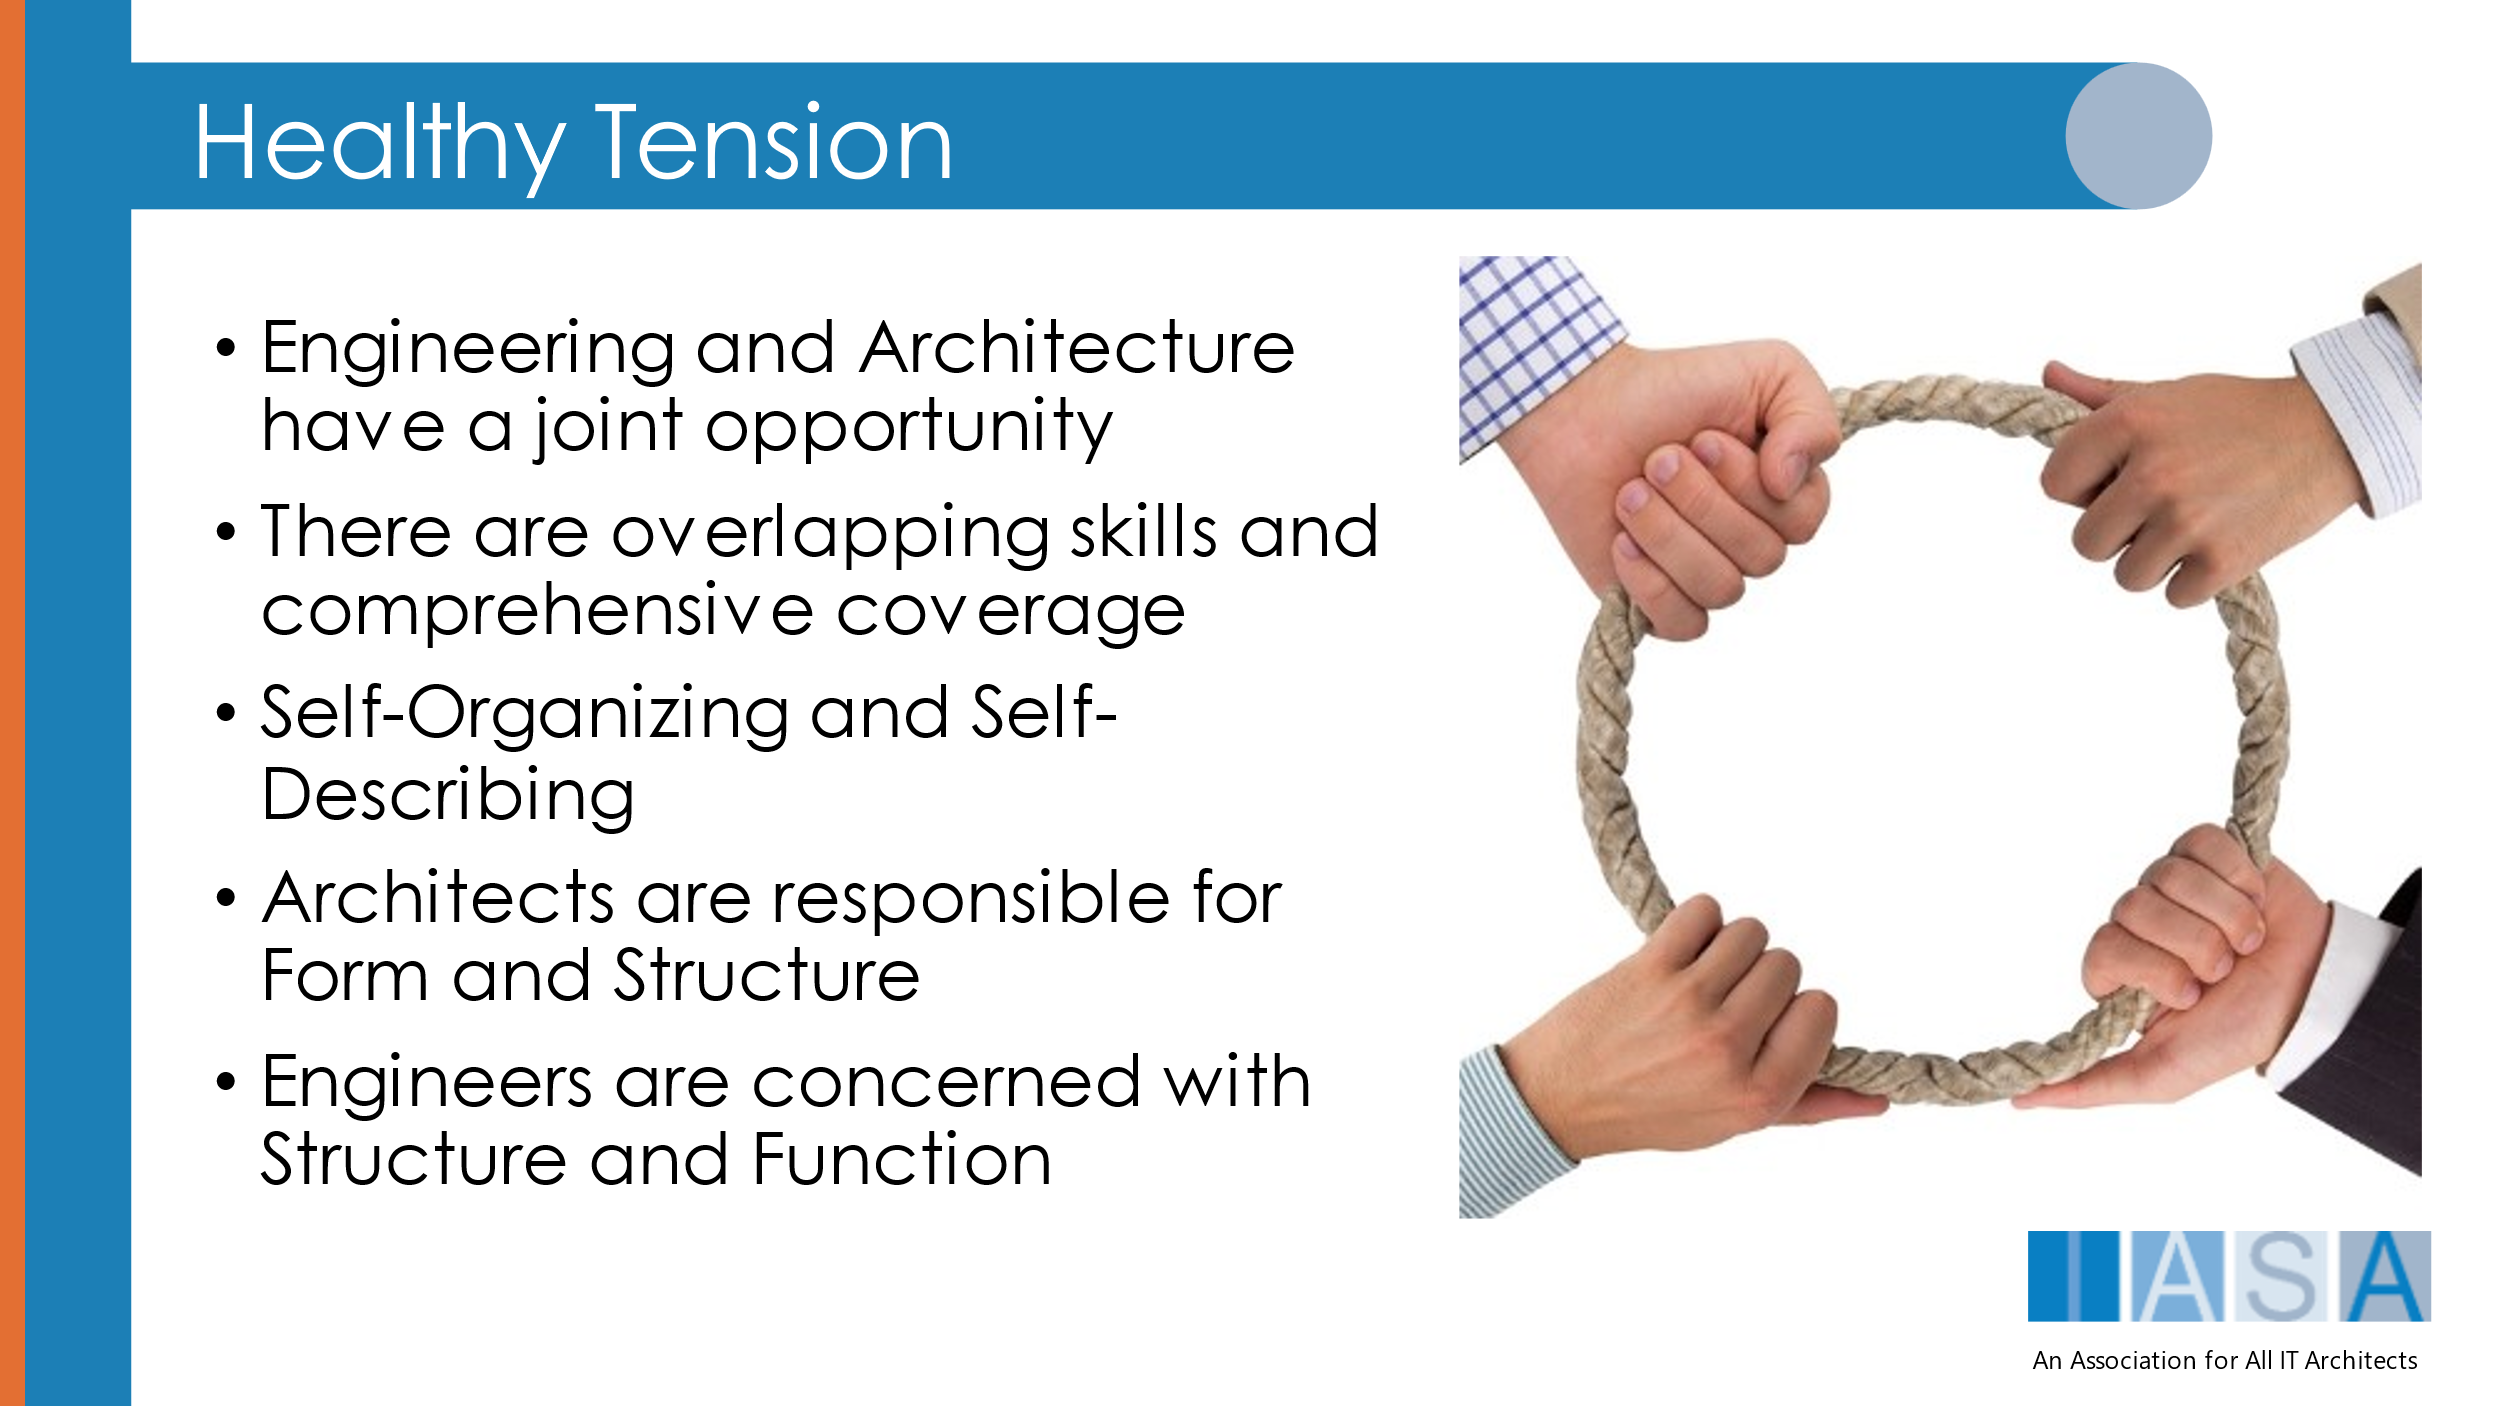 Healthy Tension
• Engineering and Architecture
have a joint opportunity
• There are overlapping skills and
comprehensive coverage
• Self-Organizing and Self-
Describing
• Architects are responsible for
Form and Structure
• Engineers are concerned with
Structure and Function
IASA
An Association for All IT Architects